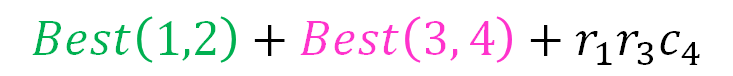 Best(1,2) + Best(3, 4) + r₁r₃c₄